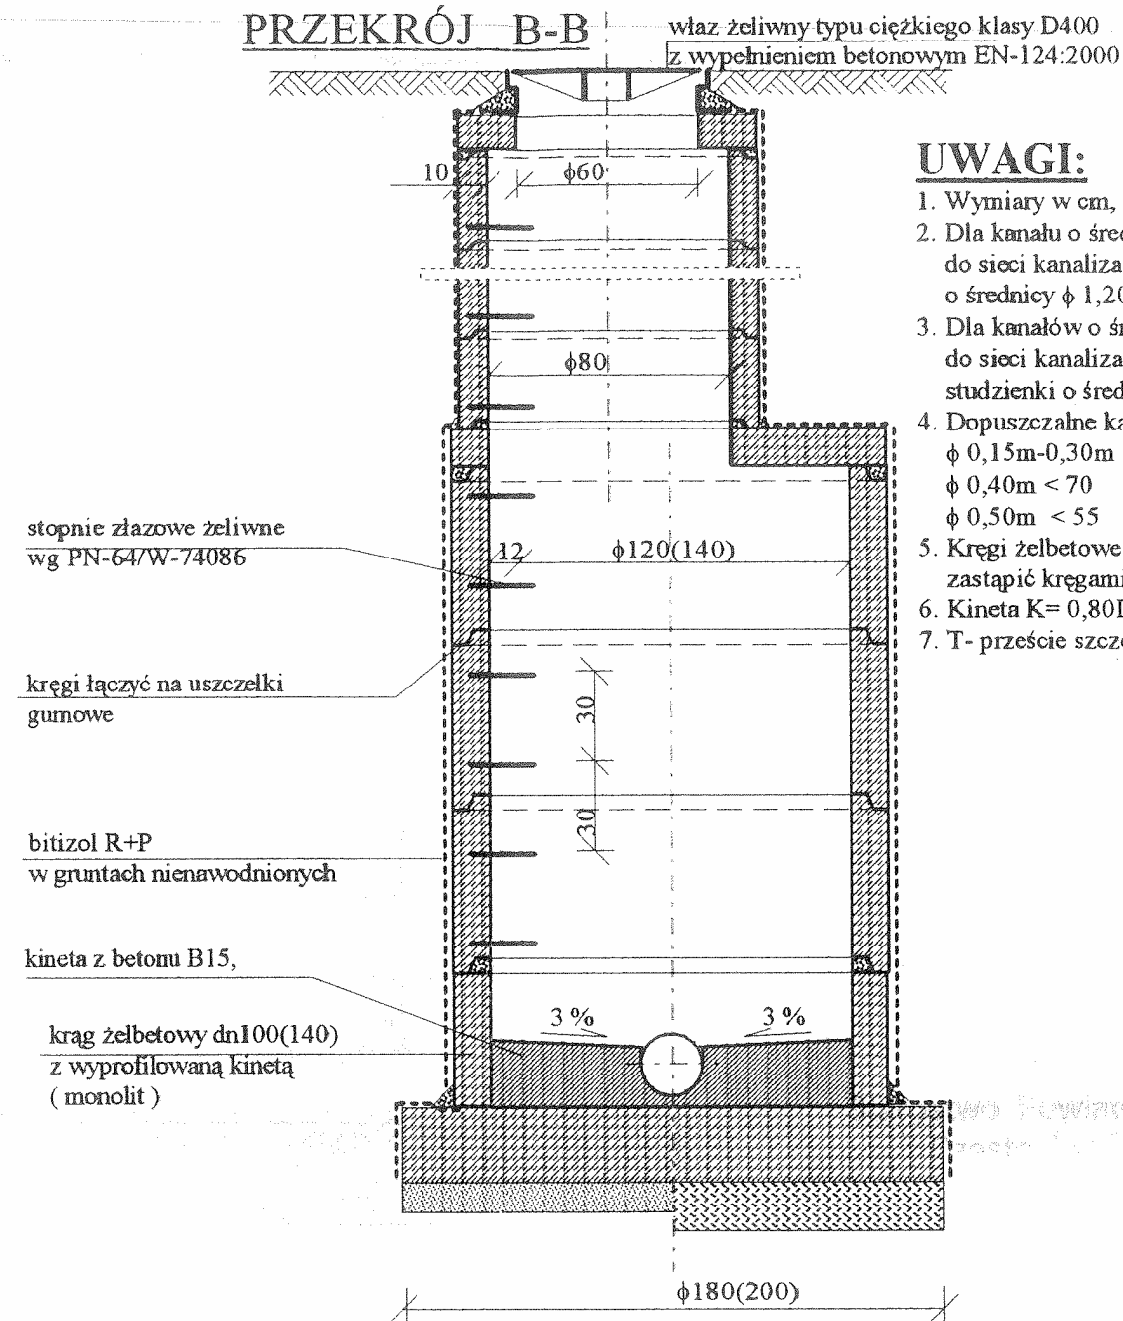 PRZEKRÓJ B-B
właz żeliwny typu ciężkiego klasy D400
z wypełnieniem betonowym EN-124:2000
UWAGI:
1. Wymiary w cm,
2. Dla kanału o śred
do sieci kanaliza
o średnicy ϕ 1,20
3. Dla kanałów o śr
do sieci kanaliza
studzienki o śred
4. Dopuszczalne ka
ϕ 0,15m-0,30m
ϕ 0,40m < 70
ϕ 0,50m < 55
5. Kręgi żelbetowe
zastąpić kręgami
6. Kineta K= 0,80D
7. T- przeście szcze
10
ϕ60
ϕ80
stopnie złazowe żeliwne
wg PN-64/W-74086
12
ϕ120(140)
kręgi łączyć na uszczelki
gumowe
30
30
bitizol R+P
w gruntach nienawodnionych
kineta z betonu B15,
3 %
3 %
krąg żelbetowy dn100(140)
z wyprofilowaną kinetą
( monolit )
ϕ180(200)